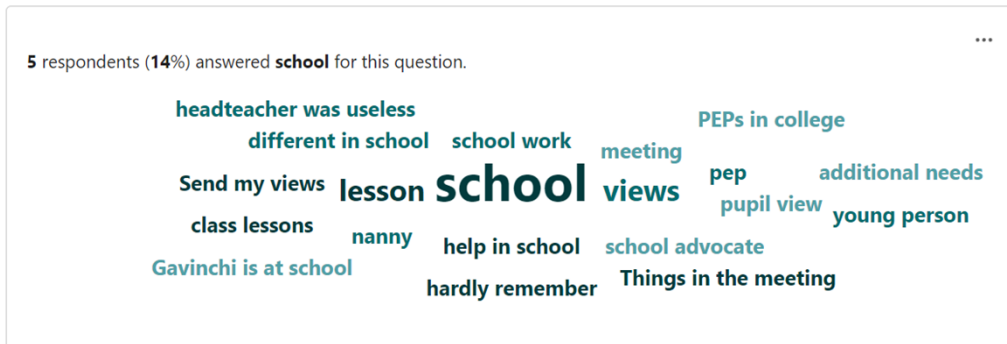 ...
5 respondents (14%) answered school for this question.
headteacher was useless
PEPs in college
different in school
school work
meeting
Send my views
lesson
school
views
pep
additional needs
pupil view
young person
class lessons
nanny
help in school
school advocate
Gavinchi is at school
hardly remember
Things in the meeting